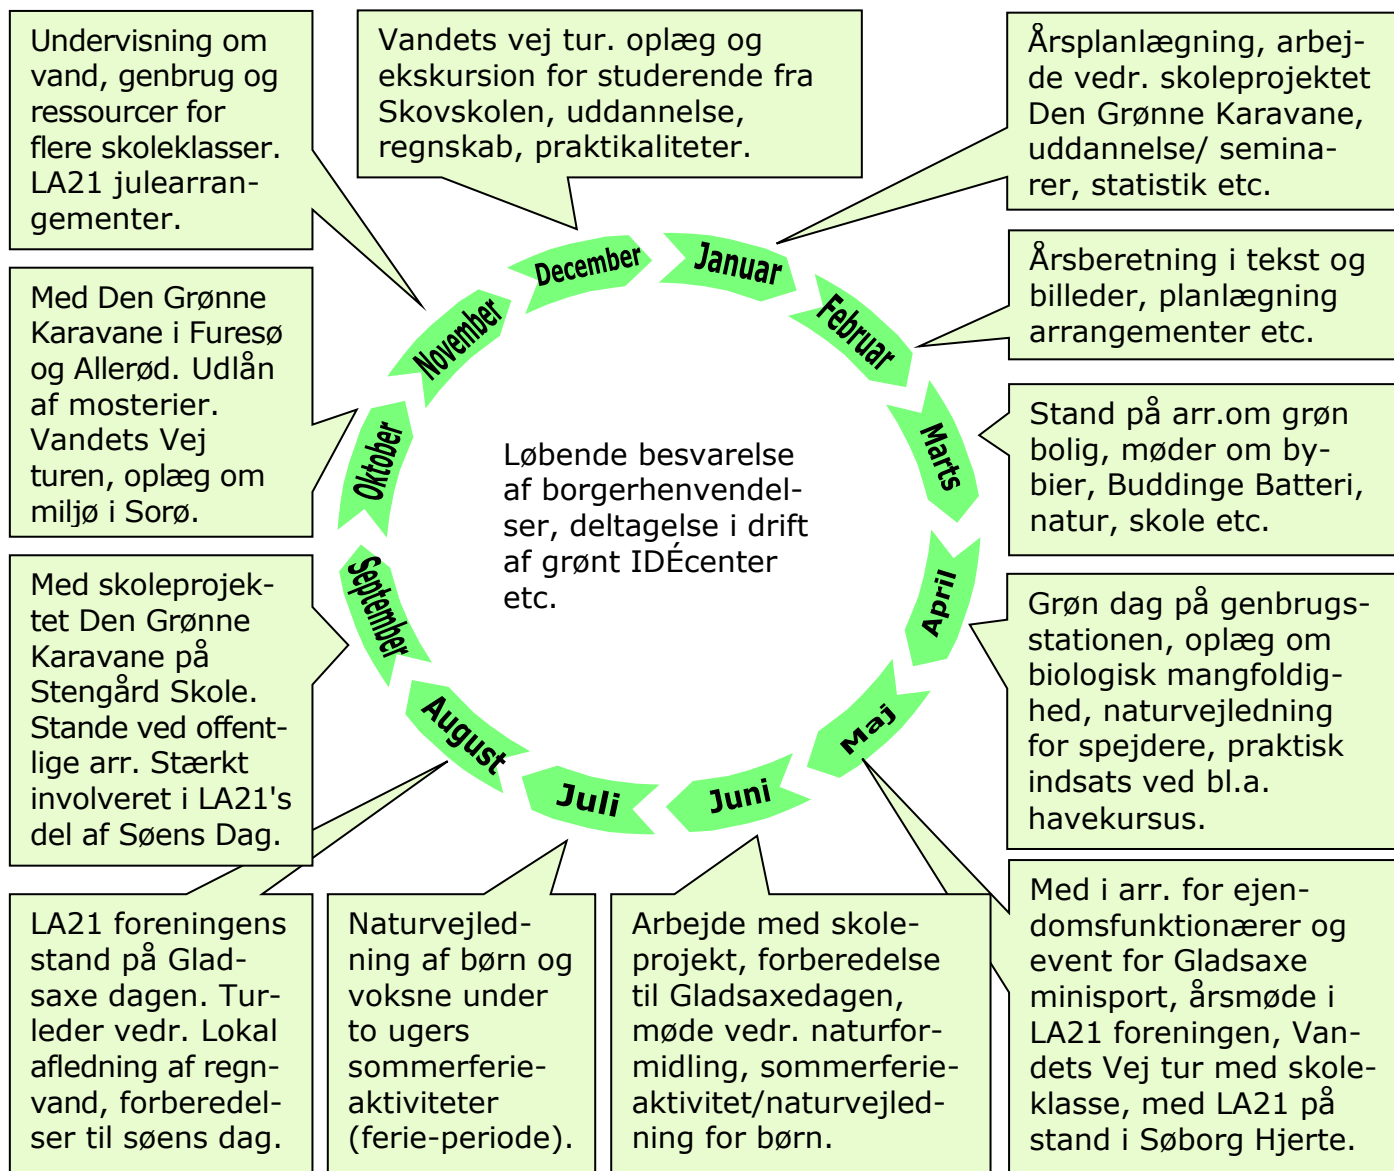 Undervisning om
vand, genbrug og
ressourcer for
flere skoleklasser.
LA21 julearran-
gementer.
Vandets vej tur. oplæg og
ekskursion for studerende fra
Skovskolen, uddannelse,
regnskab, praktikaliteter.
Årsplanlægning, arbej-
de vedr. skoleprojektet
Den Grønne Karavane,
uddannelse/ semina-
rer, statistik etc.
Årsberetning i tekst og
billeder, planlægning
arrangementer etc.
Stand på arr.om grøn
bolig, møder om by-
bier, Buddinge Batteri,
natur, skole etc.
Grøn dag på genbrugs-
stationen, oplæg om
biologisk mangfoldig-
hed, naturvejledning
for spejdere, praktisk
indsats ved bl.a.
havekursus.
Med i arr. for ejen-
domsfunktionærer og
event for Gladsaxe
minisport, årsmøde i
LA21 foreningen, Van-
dets Vej tur med skole-
klasse, med LA21 på
stand i Søborg Hjerte.
Arbejde med skole-
projekt, forberedelse
til Gladsaxedagen,
møde vedr. naturfor-
midling, sommerferie-
aktivitet/naturvejled-
ning for børn.
Naturvejled-
ning af børn og
voksne under
to ugers
sommerferie-
aktiviteter
(ferie-periode).
LA21 foreningens
stand på Glad-
saxe dagen. Tur-
leder vedr. Lokal
afledning af regn-
vand, forberedel-
ser til søens dag.
Med skoleprojek-
tet Den Grønne
Karavane på
Stengård Skole.
Stande ved offent-
lige arr. Stærkt
involveret i LA21's
del af Søens Dag.
Med Den Grønne
Karavane i Furesø
og Allerød. Udlån
af mosterier.
Vandets Vej
turen, oplæg om
miljø i Sorø.
Januar
Februar
Marts
April
Maj
Juni
Juli
August
September
Oktober
November
December
Løbende besvarelse
af borgerhenvendel-
ser, deltagelse i drift
af grønt IDÉcenter
etc.